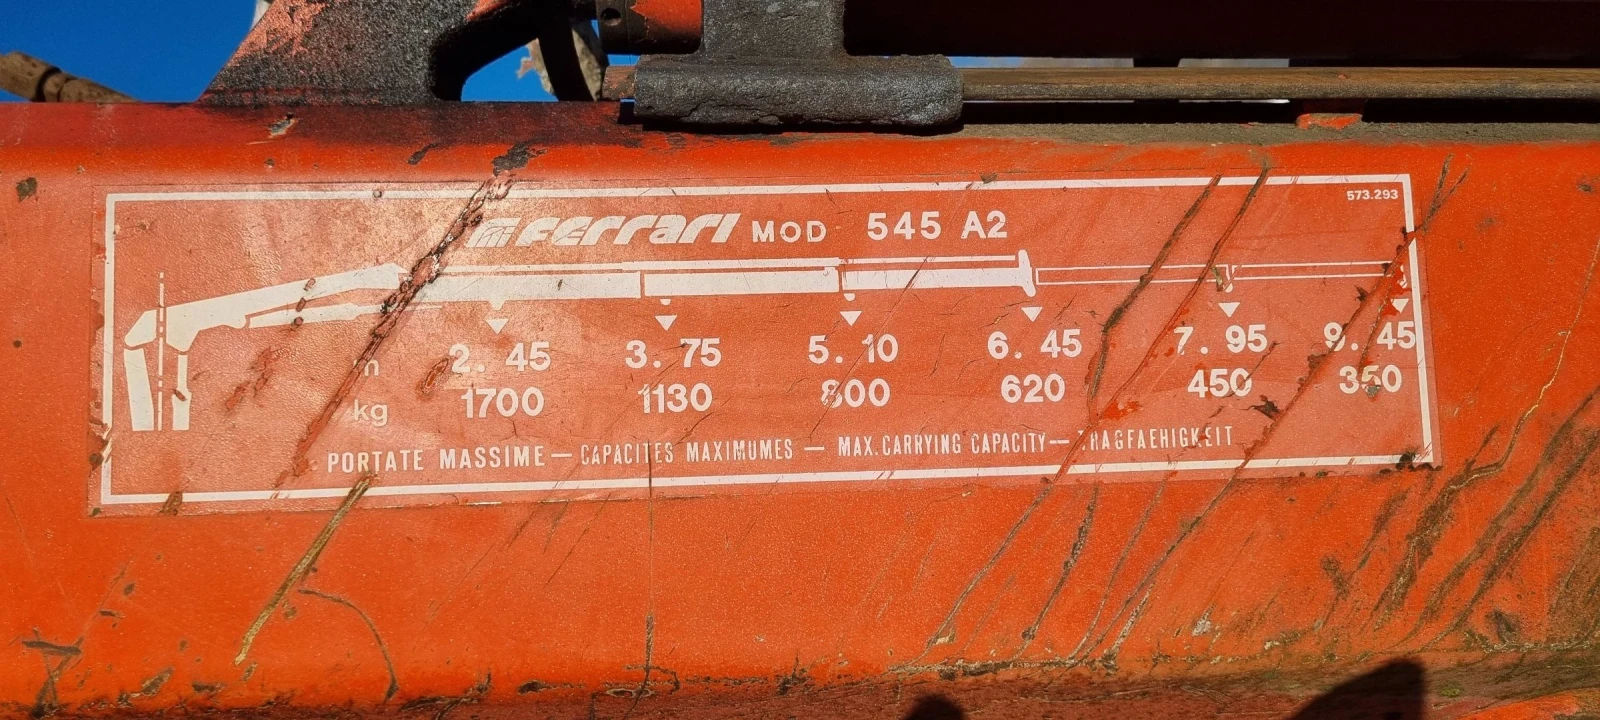 573.293
Ferrari MOD 545 A2
m 2.45 3.75 5.10 6.45 7.95 9.45
kg 1700 1130 800 620 450 350
PORTATE MASSIME — CAPACITES MAXIMUMES — MAX. CARRYING CAPACITY — TRAGFAEHIGKEIT